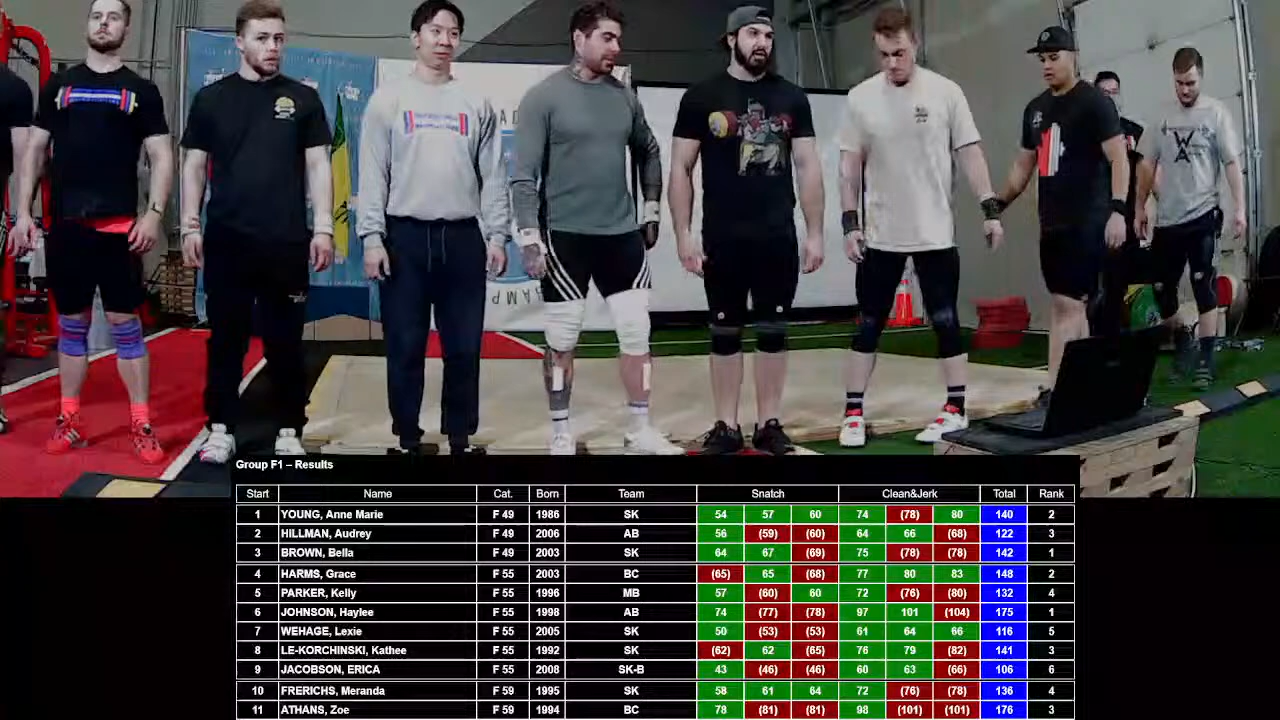 WA
AD
CHAMP
Group F1 – Results
Start Name Cat. Born Team Snatch Clean&Jerk Total Rank
1 YOUNG, Anne Marie F 49 1986 SK 54 57 60 74 (78) 80 140 2
2 HILLMAN, Audrey F 49 2006 AB 56 (59) (60) 64 66 (68) 122 3
3 BROWN, Bella F 49 2003 SK 64 67 (69) 75 (78) (78) 142 1
4 HARMS, Grace F 55 2003 BC (65) 65 (68) 77 80 83 148 2
5 PARKER, Kelly F 55 1996 MB 57 (60) 60 72 (76) (80) 132 4
6 JOHNSON, Haylee F 55 1998 AB 74 (77) (78) 97 101 (104) 175 1
7 WEHAGE, Lexie F 55 2005 SK 50 (53) (53) 61 64 66 116 5
8 LE-KORCHINSKI, Kathee F 55 1992 SK (62) 62 (65) 76 79 (82) 141 3
9 JACOBSON, ERICA F 55 2008 SK-B 43 (46) (46) 60 63 (66) 106 6
10 FRERICHS, Meranda F 59 1995 SK 58 61 64 72 (76) (78) 136 4
11 ATHANS, Zoe F 59 1994 BC 78 (81) (81) 98 (101) (101) 176 3